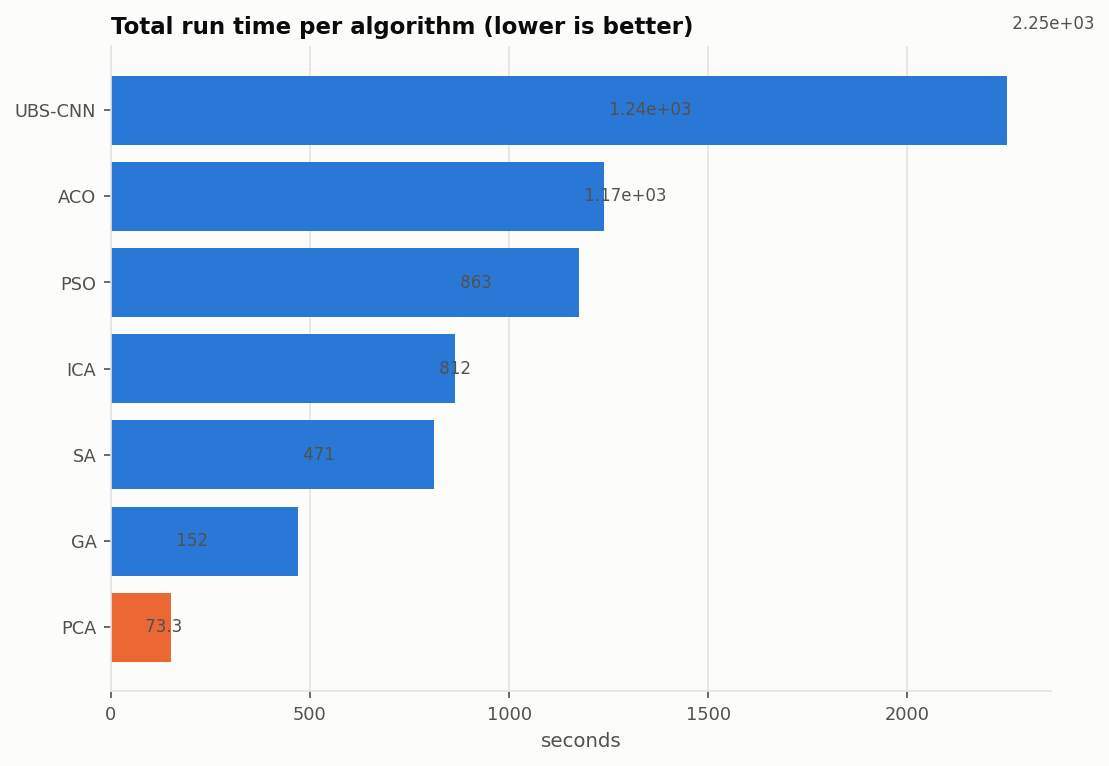 Total run time per algorithm (lower is better)
2.25e+03
UBS-CNN
1.24e+03
ACO
1.17e+03
PSO
863
ICA
812
SA
471
GA
152
PCA
73.3
0 500 1000 1500 2000
seconds